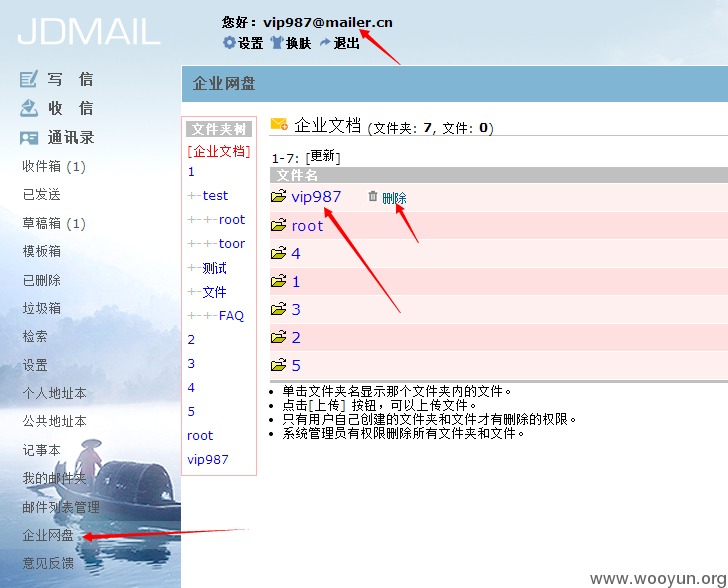 JDMAIL
您好：vip987@mailer.cn
设置 换肤 退出
写 信
收 信
通讯录
收件箱 (1)
已发送
草稿箱 (1)
模板箱
已删除
垃圾箱
检索
设置
个人地址本
公共地址本
记事本
我的邮件夹
邮件列表管理
企业网盘
意见反馈
企业网盘
文件夹树
[企业文档]
1
+-test
+-+-root
+-+-toor
+-测试
+-文件
+-+-FAQ
2
3
4
5
root
vip987
企业文档 (文件夹: 7, 文件: 0)
1-7: [更新]
文件名
vip987 删除
root
4
1
3
2
5
• 单击文件夹名显示那个文件夹内的文件。
• 点击[上传] 按钮，可以上传文件。
• 只有用户自己创建的文件夹和文件才有删除的权限。
• 系统管理员有权限删除所有文件夹和文件。
www.wooyun.org